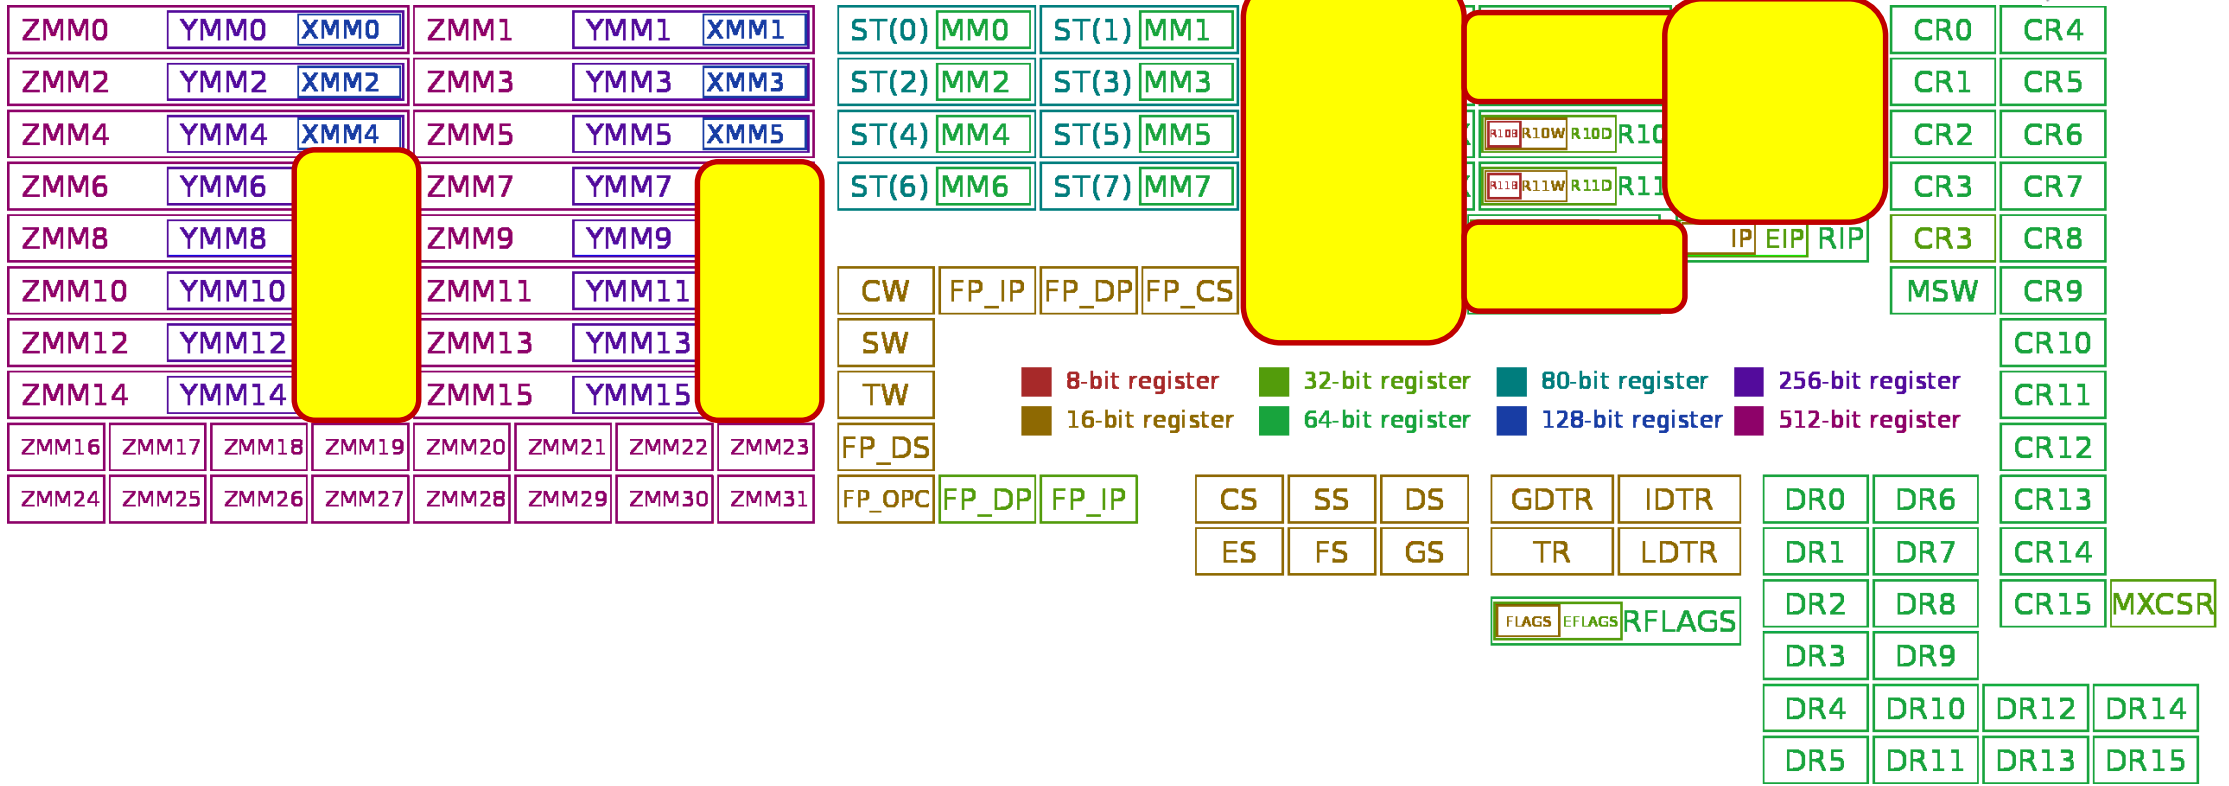 ZMM0 YMM0 XMM0 ZMM1 YMM1 XMM1 ST(0) MM0 ST(1) MM1 CR0 CR4
ZMM2 YMM2 XMM2 ZMM3 YMM3 XMM3 ST(2) MM2 ST(3) MM3 CR1 CR5
ZMM4 YMM4 XMM4 ZMM5 YMM5 XMM5 ST(4) MM4 ST(5) MM5 R10B R10W R10D R10 CR2 CR6
ZMM6 YMM6 ZMM7 YMM7 ST(6) MM6 ST(7) MM7 R11B R11W R11D R11 CR3 CR7
ZMM8 YMM8 ZMM9 YMM9 IP EIP RIP CR3 CR8
ZMM10 YMM10 ZMM11 YMM11 CW FP_IP FP_DP FP_CS MSW CR9
ZMM12 YMM12 ZMM13 YMM13 SW CR10
8-bit register 32-bit register 80-bit register 256-bit register
ZMM14 YMM14 ZMM15 YMM15 TW CR11
16-bit register 64-bit register 128-bit register 512-bit register
ZMM16 ZMM17 ZMM18 ZMM19 ZMM20 ZMM21 ZMM22 ZMM23 FP_DS CR12
ZMM24 ZMM25 ZMM26 ZMM27 ZMM28 ZMM29 ZMM30 ZMM31 FP_OPC FP_DP FP_IP CS SS DS GDTR IDTR DR0 DR6 CR13
ES FS GS TR LDTR DR1 DR7 CR14
FLAGS EFLAGS RFLAGS DR2 DR8 CR15 MXCSR
DR3 DR9
DR4 DR10 DR12 DR14
DR5 DR11 DR13 DR15